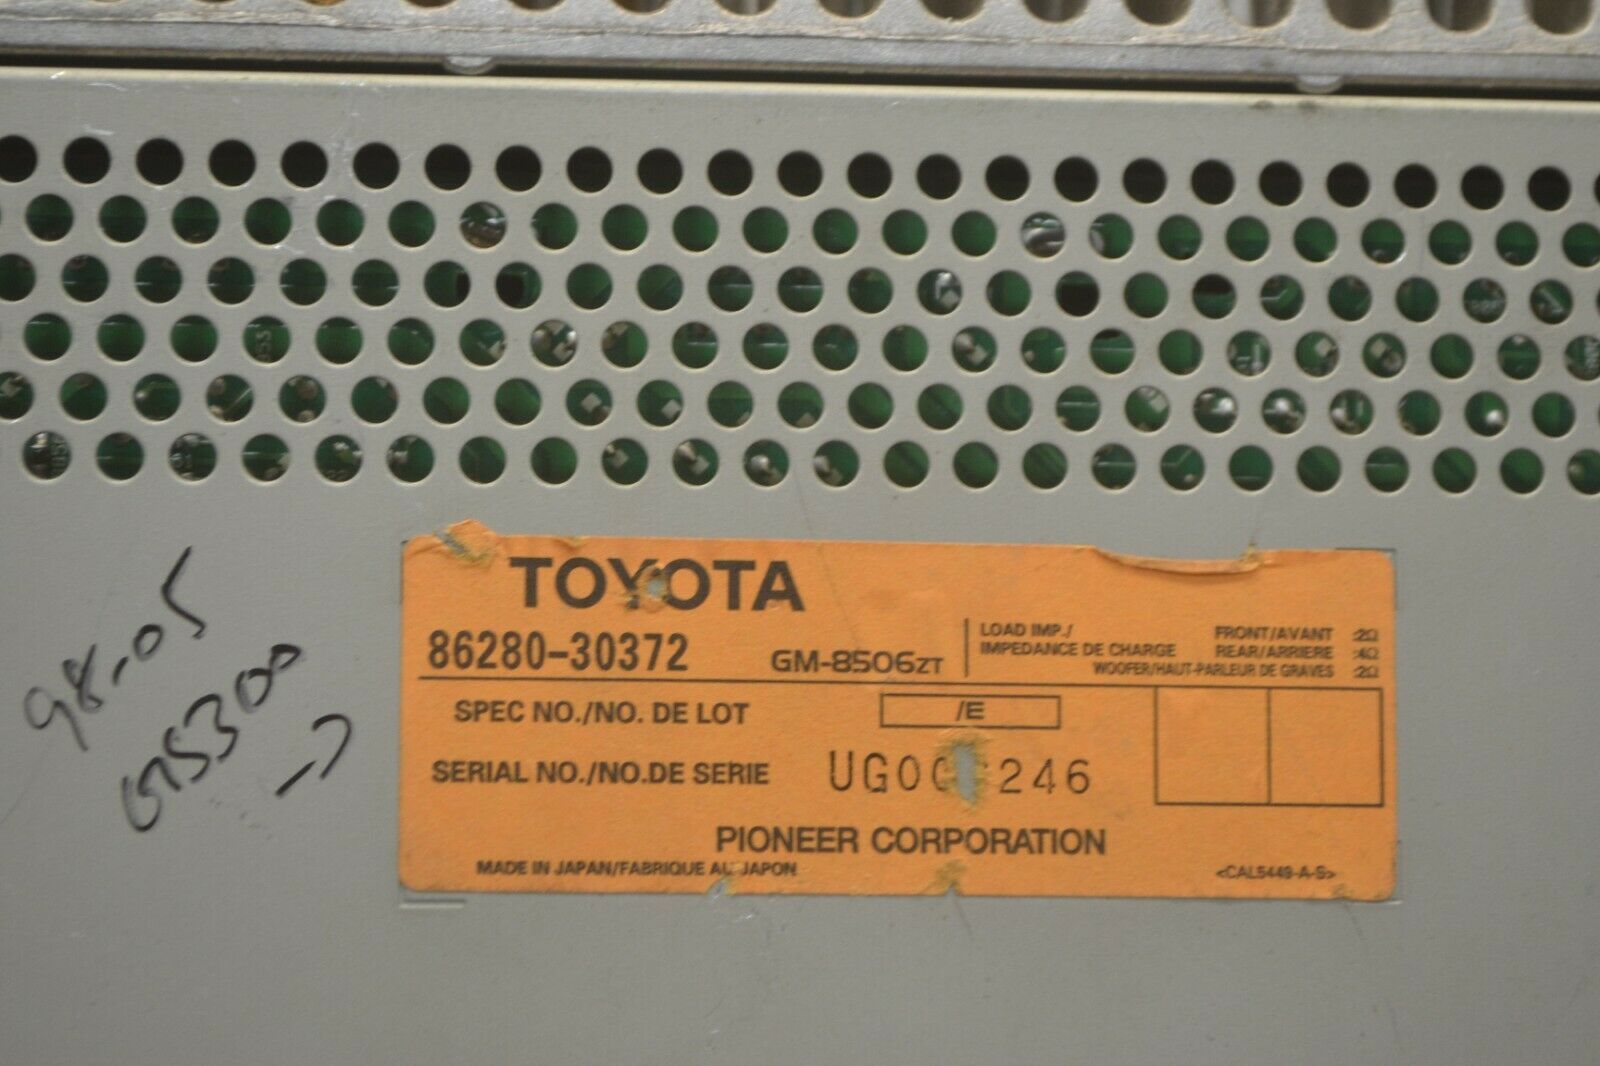 98-05
GS300
TOYOTA
86280-30372 GM-8506ZT
LOAD IMP./
IMPEDANCE DE CHARGE
FRONT/AVANT :2Ω
REAR/ARRIERE :4Ω
WOOFER/HAUT-PARLEUR DE GRAVES :2Ω
SPEC NO./NO. DE LOT /E
SERIAL NO./NO.DE SERIE UG00 246
PIONEER CORPORATION
MADE IN JAPAN/FABRIQUE AU JAPON <CAL5449-A-S>